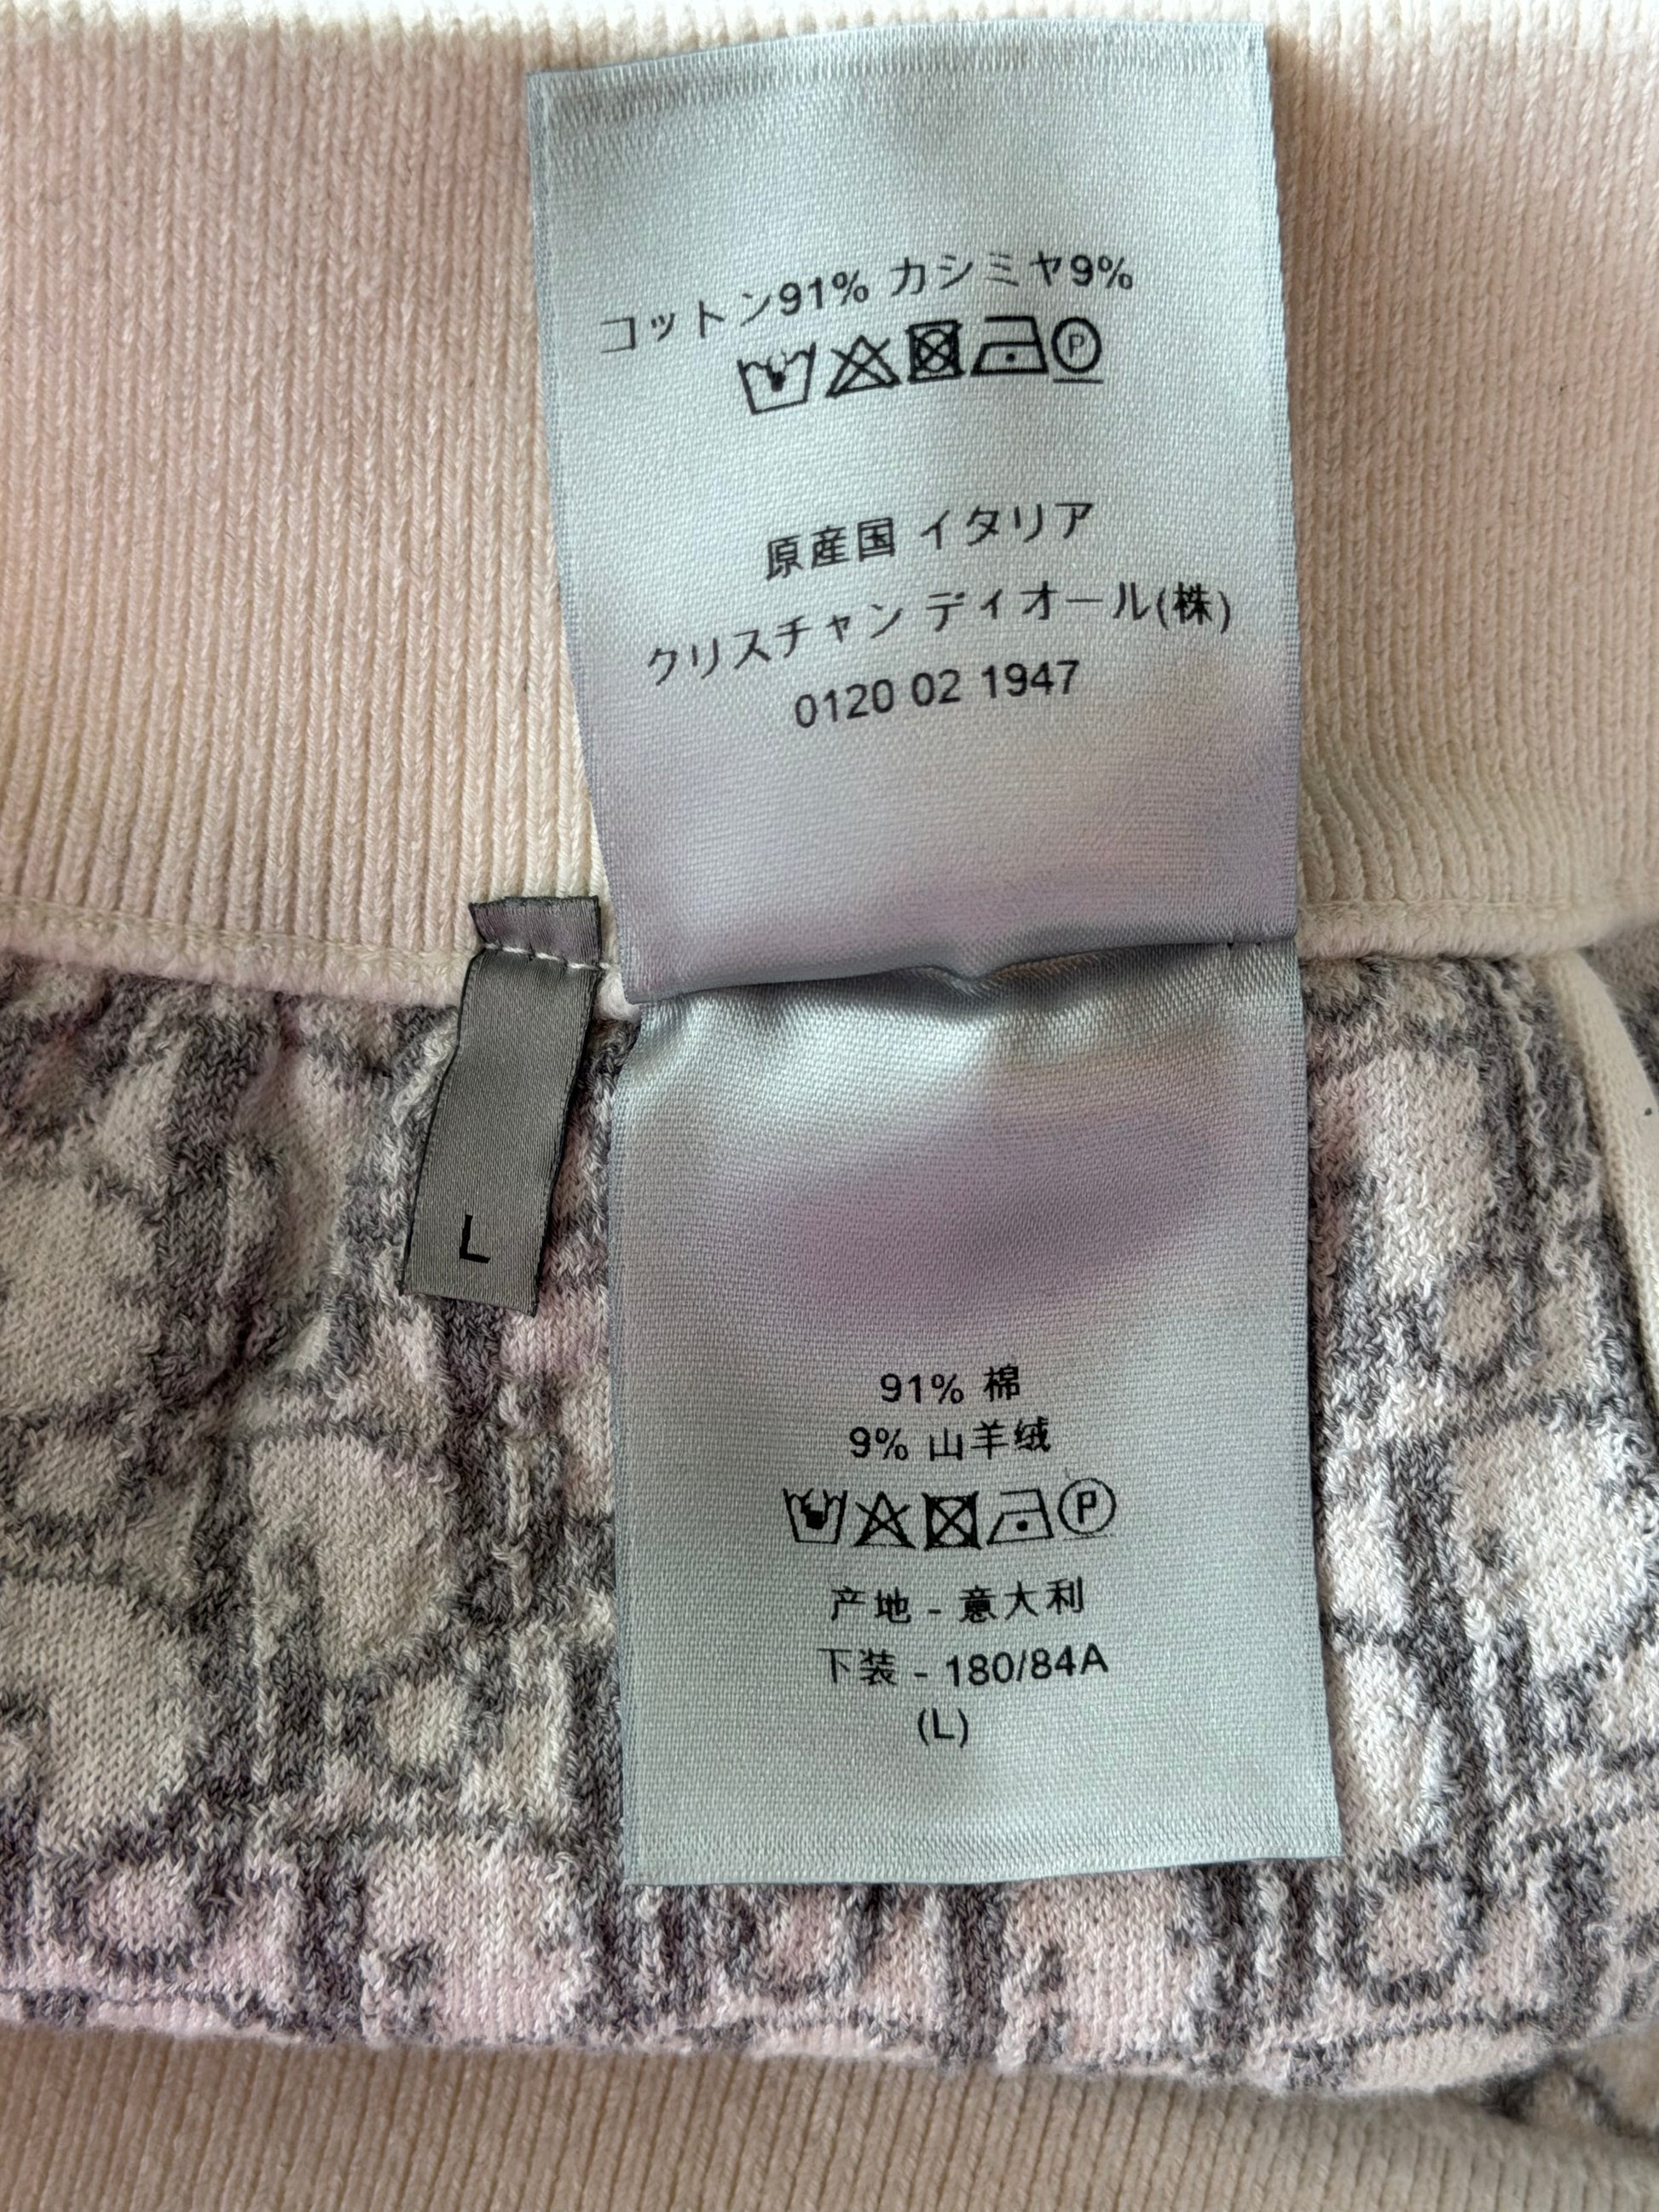 コットン91% カシミヤ9%
P
原産国 イタリア
クリスチャン ディオール(株)
0120 02 1947
L
91% 棉
9% 山羊绒
P
产地 - 意大利
下装 - 180/84A
(L)